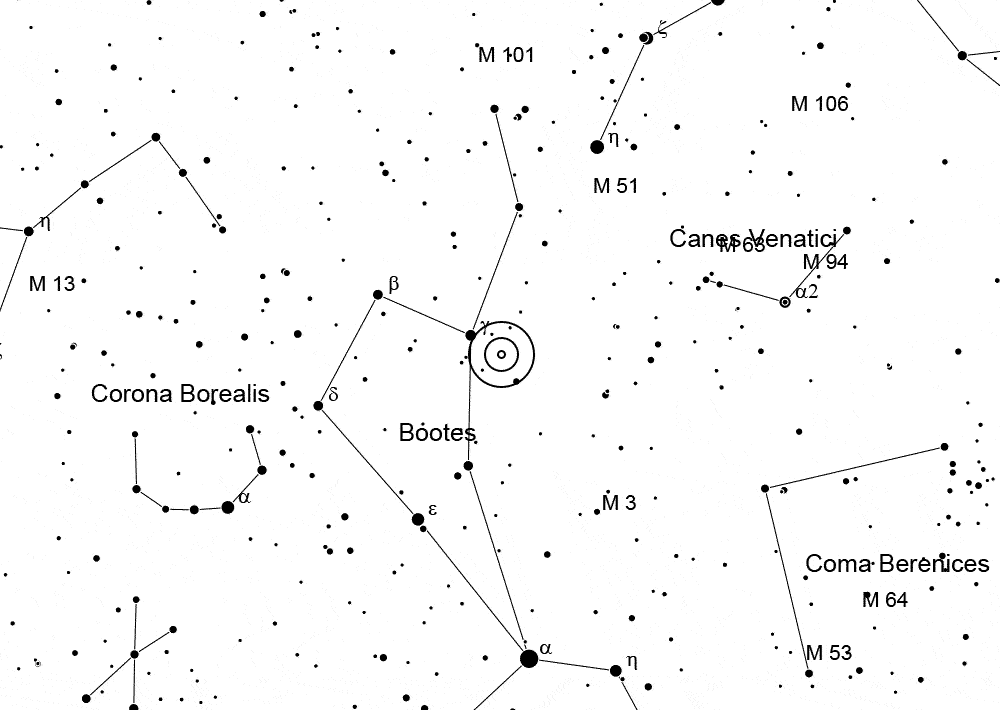 ζ
M 101
M 106
η
M 51
η
Canes Venatici
M 63
M 94
M 13
β
α2
γ
Corona Borealis
δ
Bootes
α
M 3
ε
Coma Berenices
M 64
α
M 53
η